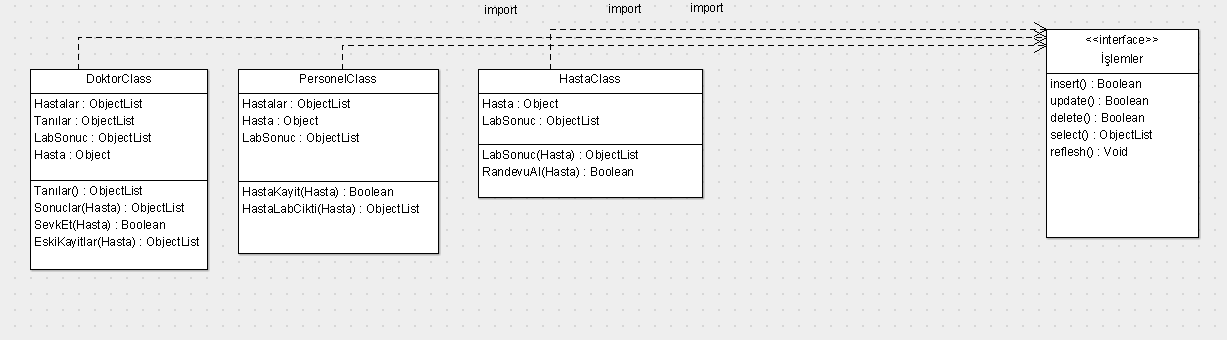 import
import
import
DoktorClass
Hastalar : ObjectList
Tanılar : ObjectList
LabSonuc : ObjectList
Hasta : Object
Tanılar() : ObjectList
Sonuclar(Hasta) : ObjectList
SevkEt(Hasta) : Boolean
EskiKayitlar(Hasta) : ObjectList
PersonelClass
Hastalar : ObjectList
Hasta : Object
LabSonuc : ObjectList
HastaKayit(Hasta) : Boolean
HastaLabCikti(Hasta) : ObjectList
HastaClass
Hasta : Object
LabSonuc : ObjectList
LabSonuc(Hasta) : ObjectList
RandevuAl(Hasta) : Boolean
<<interface>>
İşlemler
insert() : Boolean
update() : Boolean
delete() : Boolean
select() : ObjectList
reflesh() : Void